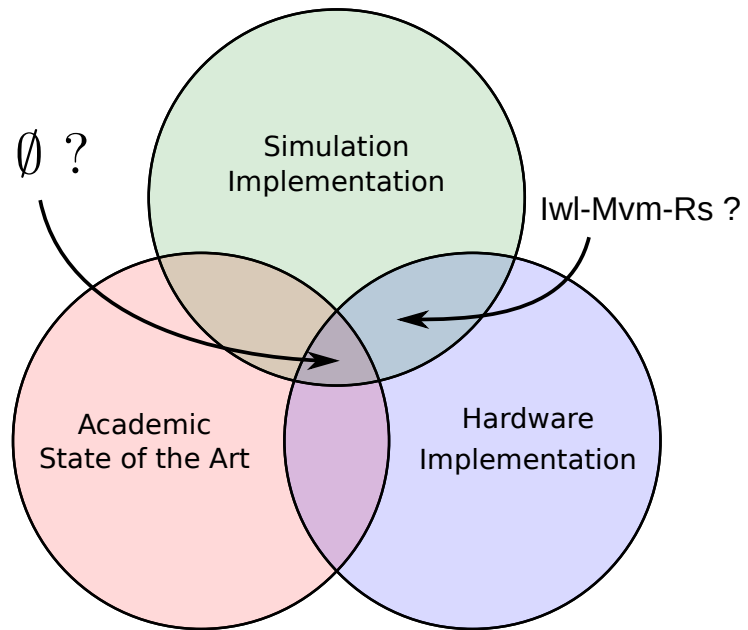 Simulation
Implementation
∅ ?
Iwl-Mvm-Rs ?
Academic
State of the Art
Hardware
Implementation